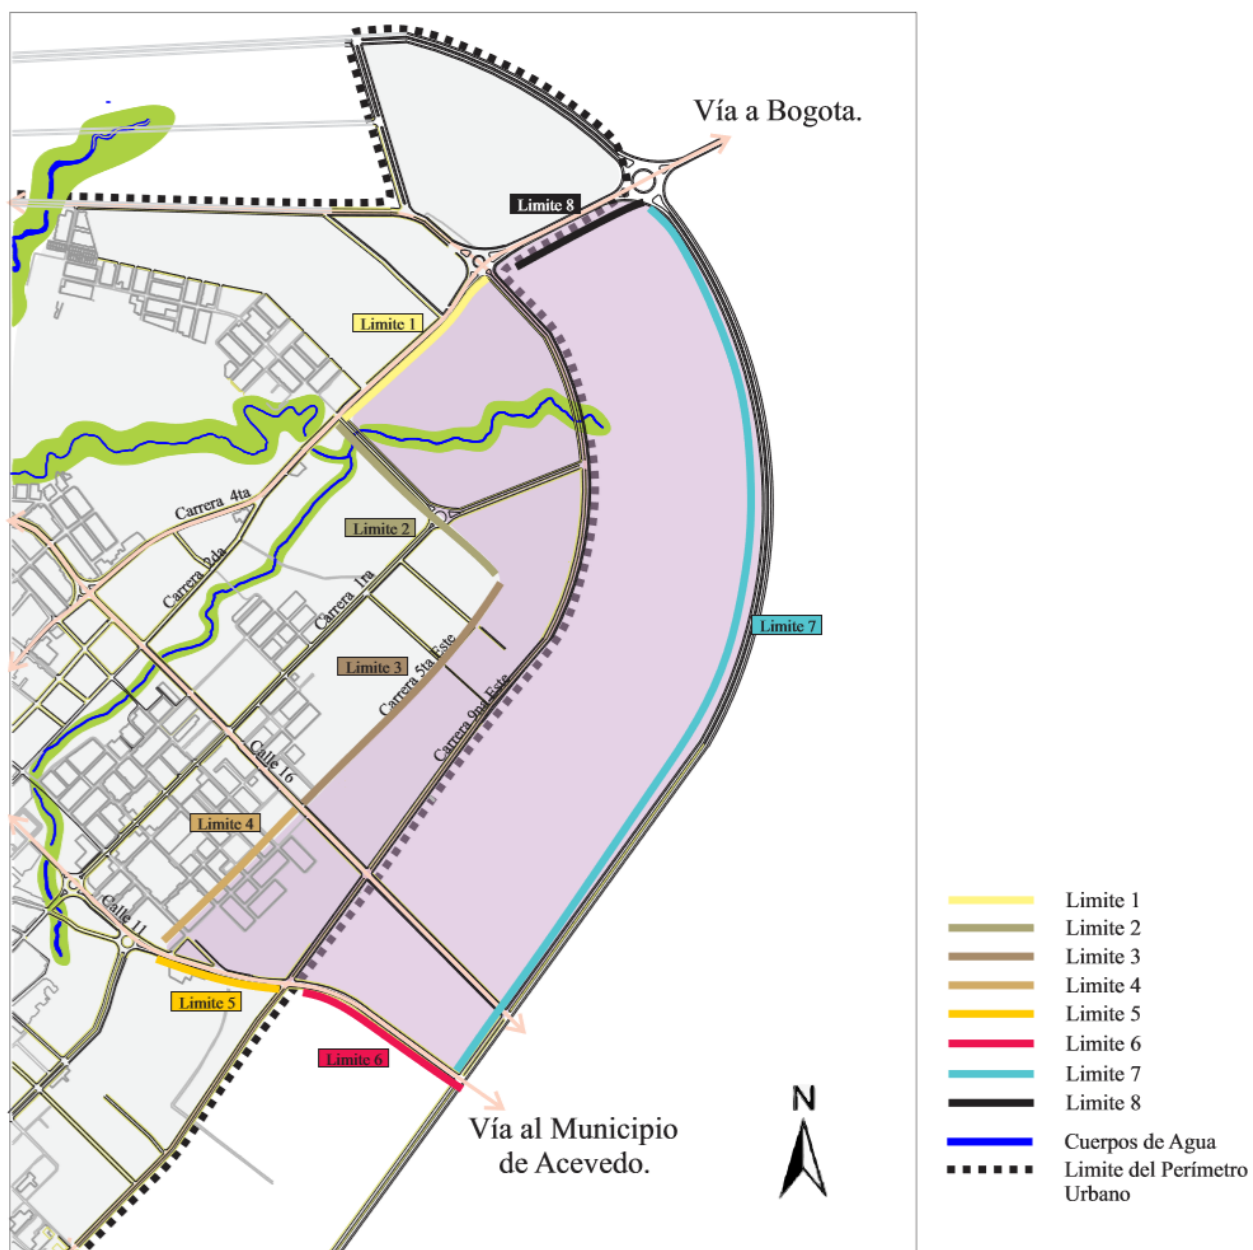 Vía a Bogota.
Limite 8
Limite 1
Carrera 4ta
Limite 2
Carrera 2da
Carrera 1ra
Limite 7
Limite 3
Carrera 5ta Este
Carrera 9na Este
Calle 16
Limite 4
Calle 11
Limite 5
Limite 6
Vía al Municipio
de Acevedo.
N
Limite 1
Limite 2
Limite 3
Limite 4
Limite 5
Limite 6
Limite 7
Limite 8
Cuerpos de Agua
Limite del Perímetro
Urbano